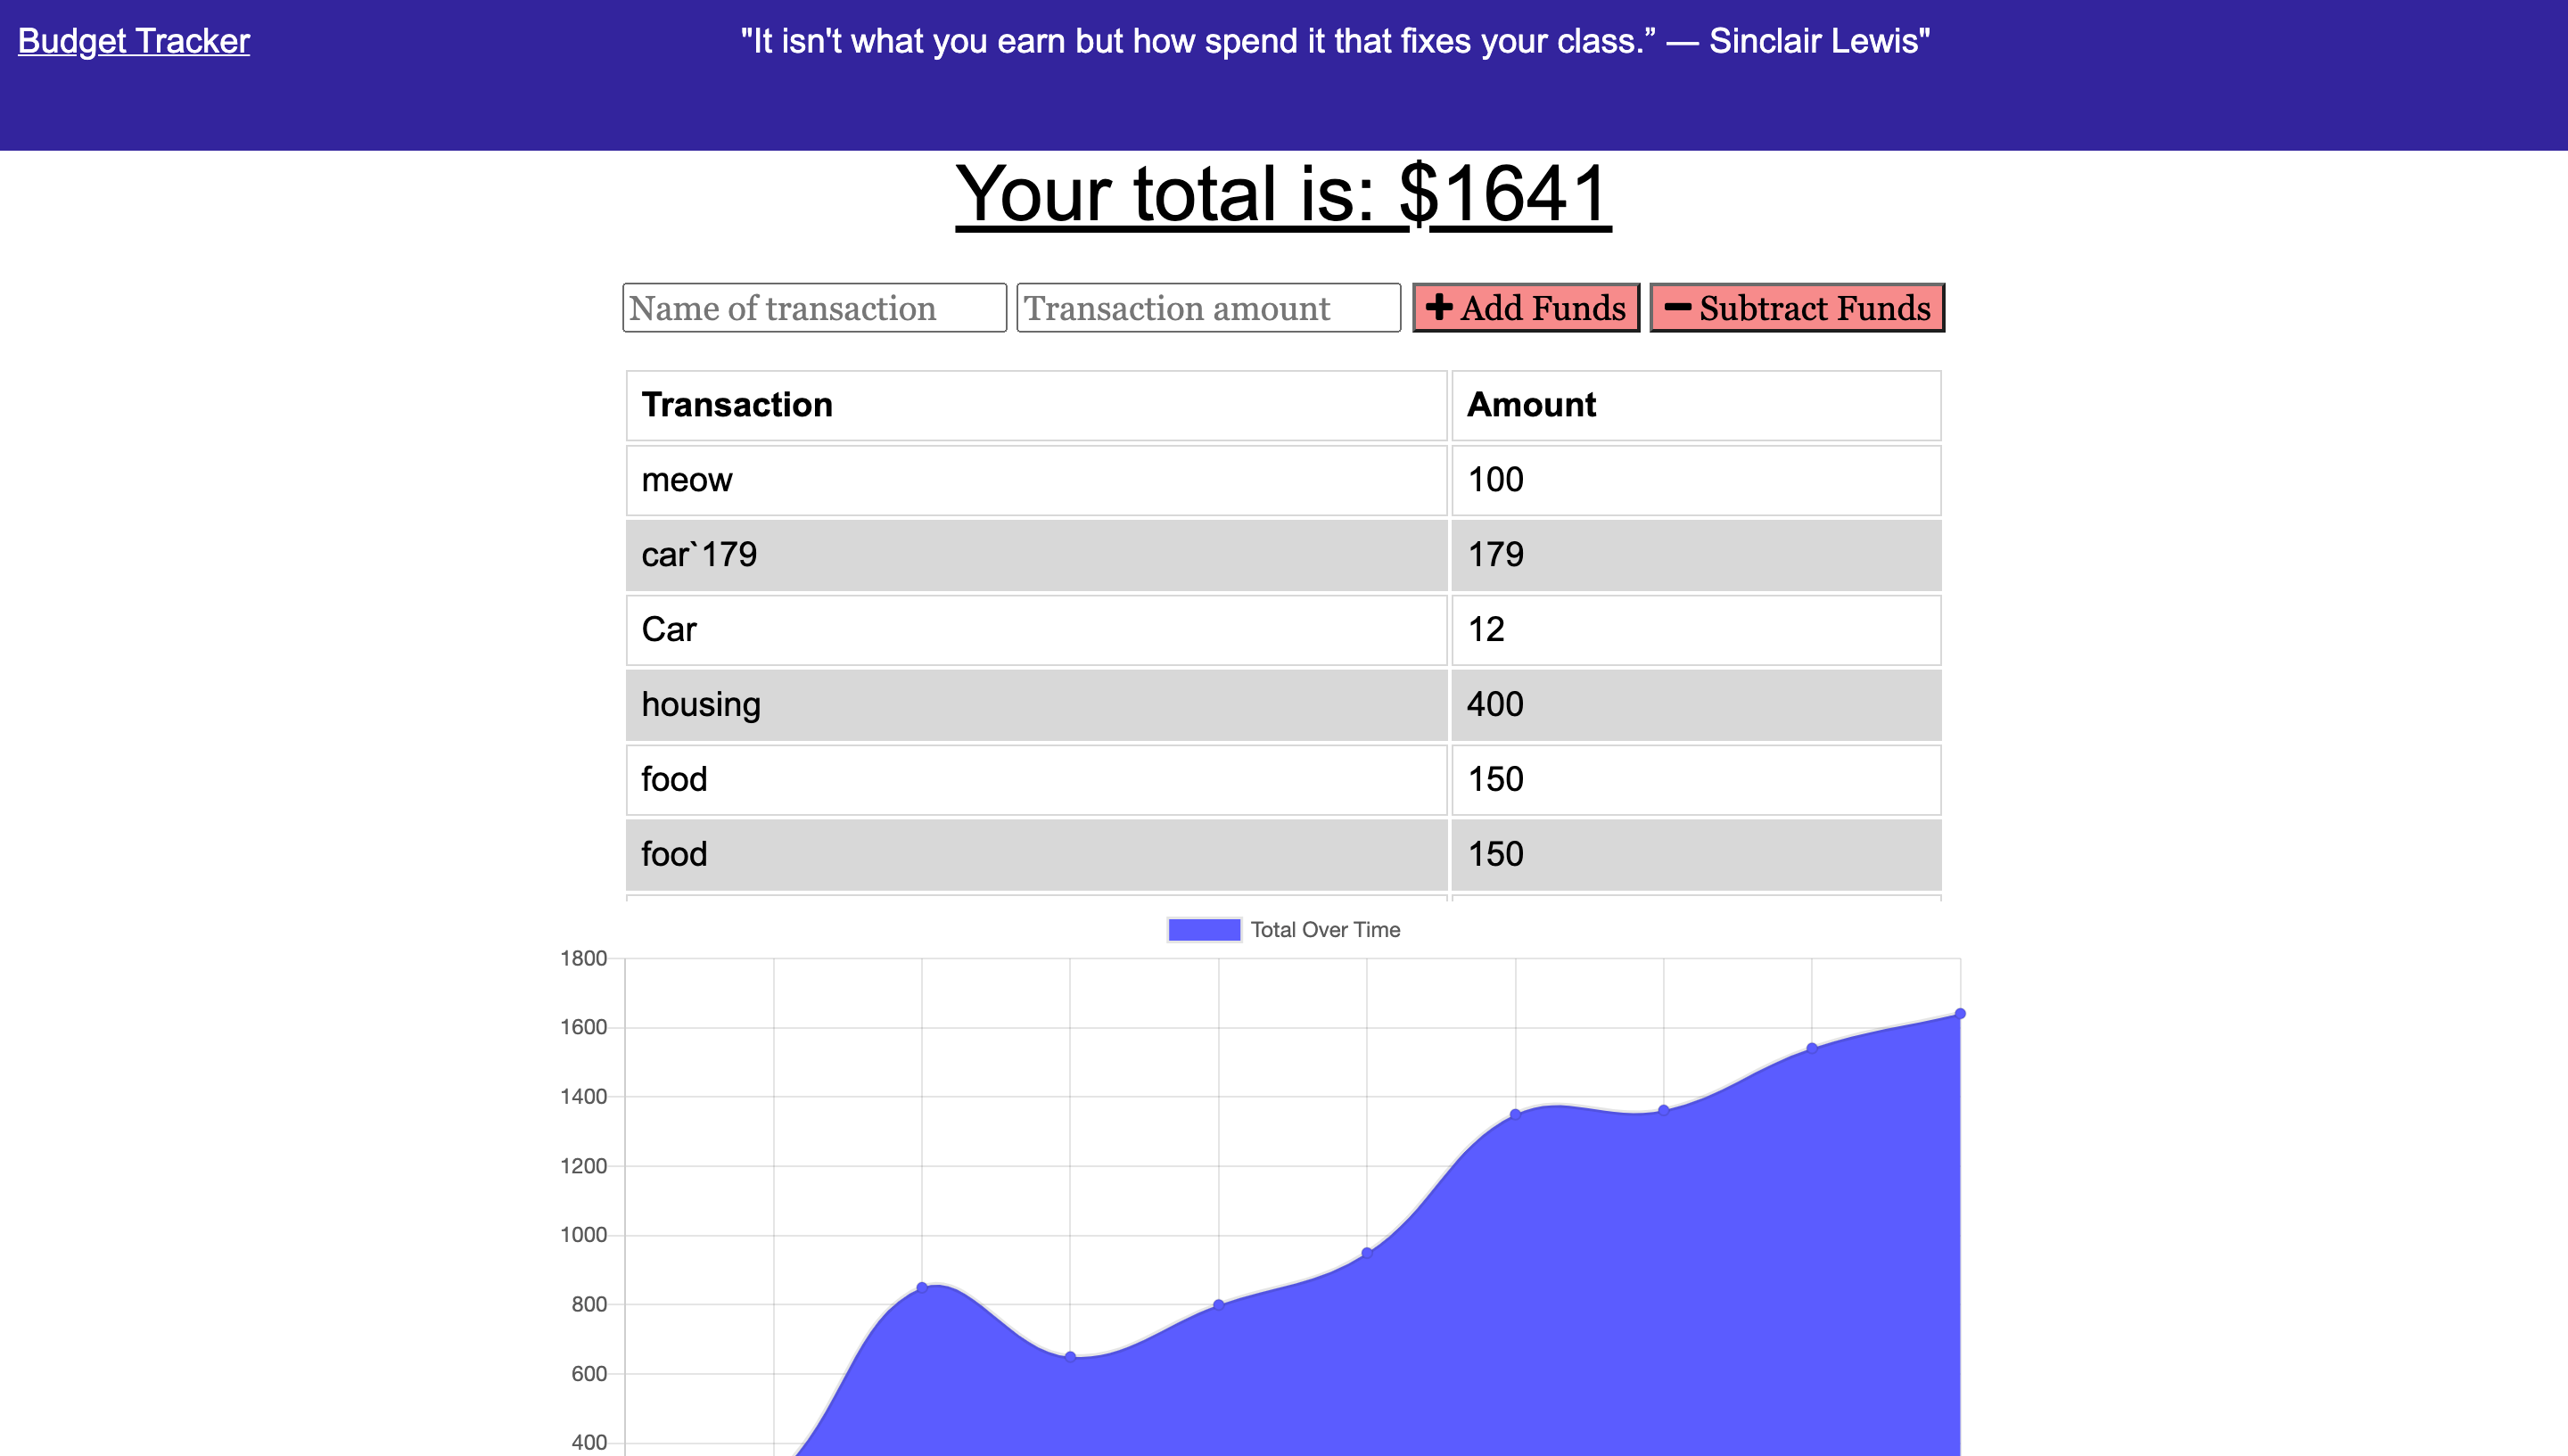 Budget Tracker
"It isn't what you earn but how spend it that fixes your class.” — Sinclair Lewis"
Your total is: $1641
Name of transaction Transaction amount Add Funds Subtract Funds
Transaction Amount
meow 100
car`179 179
Car 12
housing 400
food 150
food 150
Total Over Time
1800
1600
1400
1200
1000
800
600
400